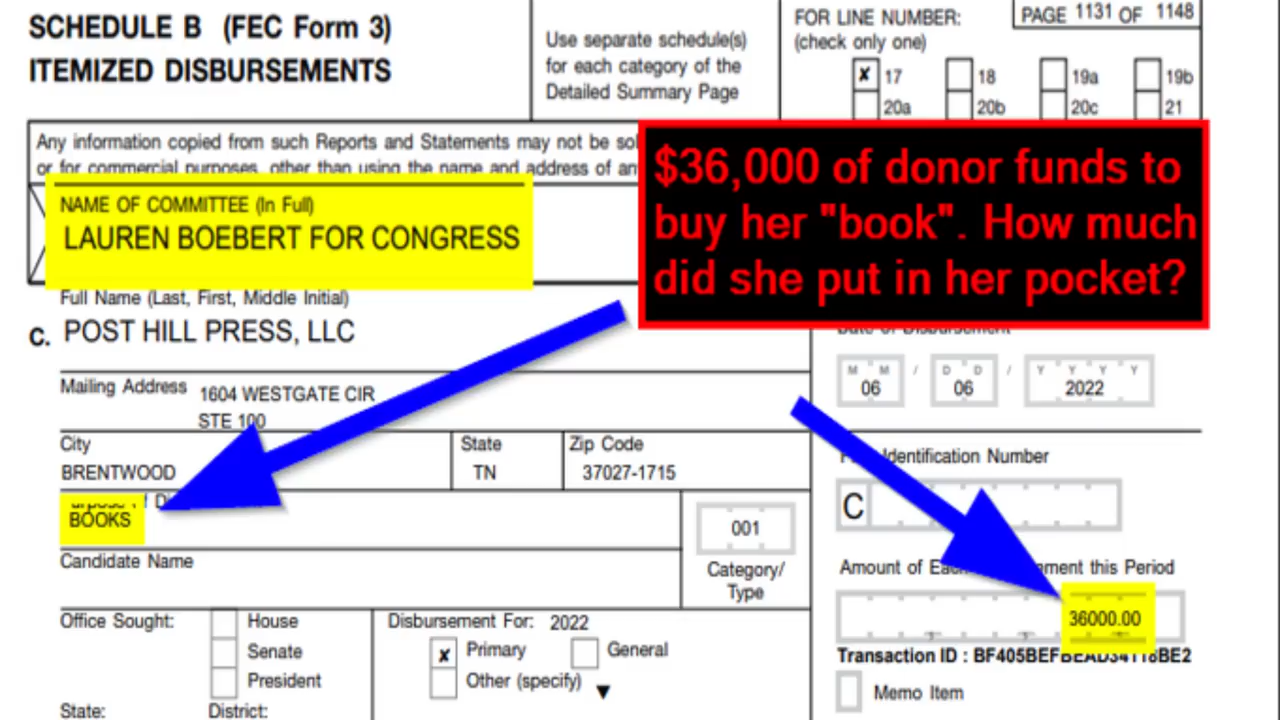 SCHEDULE B (FEC Form 3)
ITEMIZED DISBURSEMENTS
Use separate schedule(s)
for each category of the
Detailed Summary Page
FOR LINE NUMBER:
(check only one)
PAGE 1131 OF 1148
x 17 18 19a 19b
20a 20b 20c 21
Any information copied from such Reports and Statements may not be
or for commercial purposes, other than using the name and address of
$36,000 of donor funds to
buy her "book". How much
did she put in her pocket?
NAME OF COMMITTEE (In Full)
LAUREN BOEBERT FOR CONGRESS
Full Name (Last, First, Middle Initial)
C. POST HILL PRESS, LLC
Mailing Address 1604 WESTGATE CIR
STE 100
City
BRENTWOOD
State
TN
Zip Code
37027-1715
BOOKS
001
Category/
Type
Candidate Name
Office Sought: House
Senate
President
State: District:
Disbursement For: 2022
x Primary General
Other (specify) ▼
Date of Disbursement
M M / D D / Y Y Y Y
06 06 2022
Identification Number
C
Amount of this Period
36000.00
Transaction ID :
Memo Item